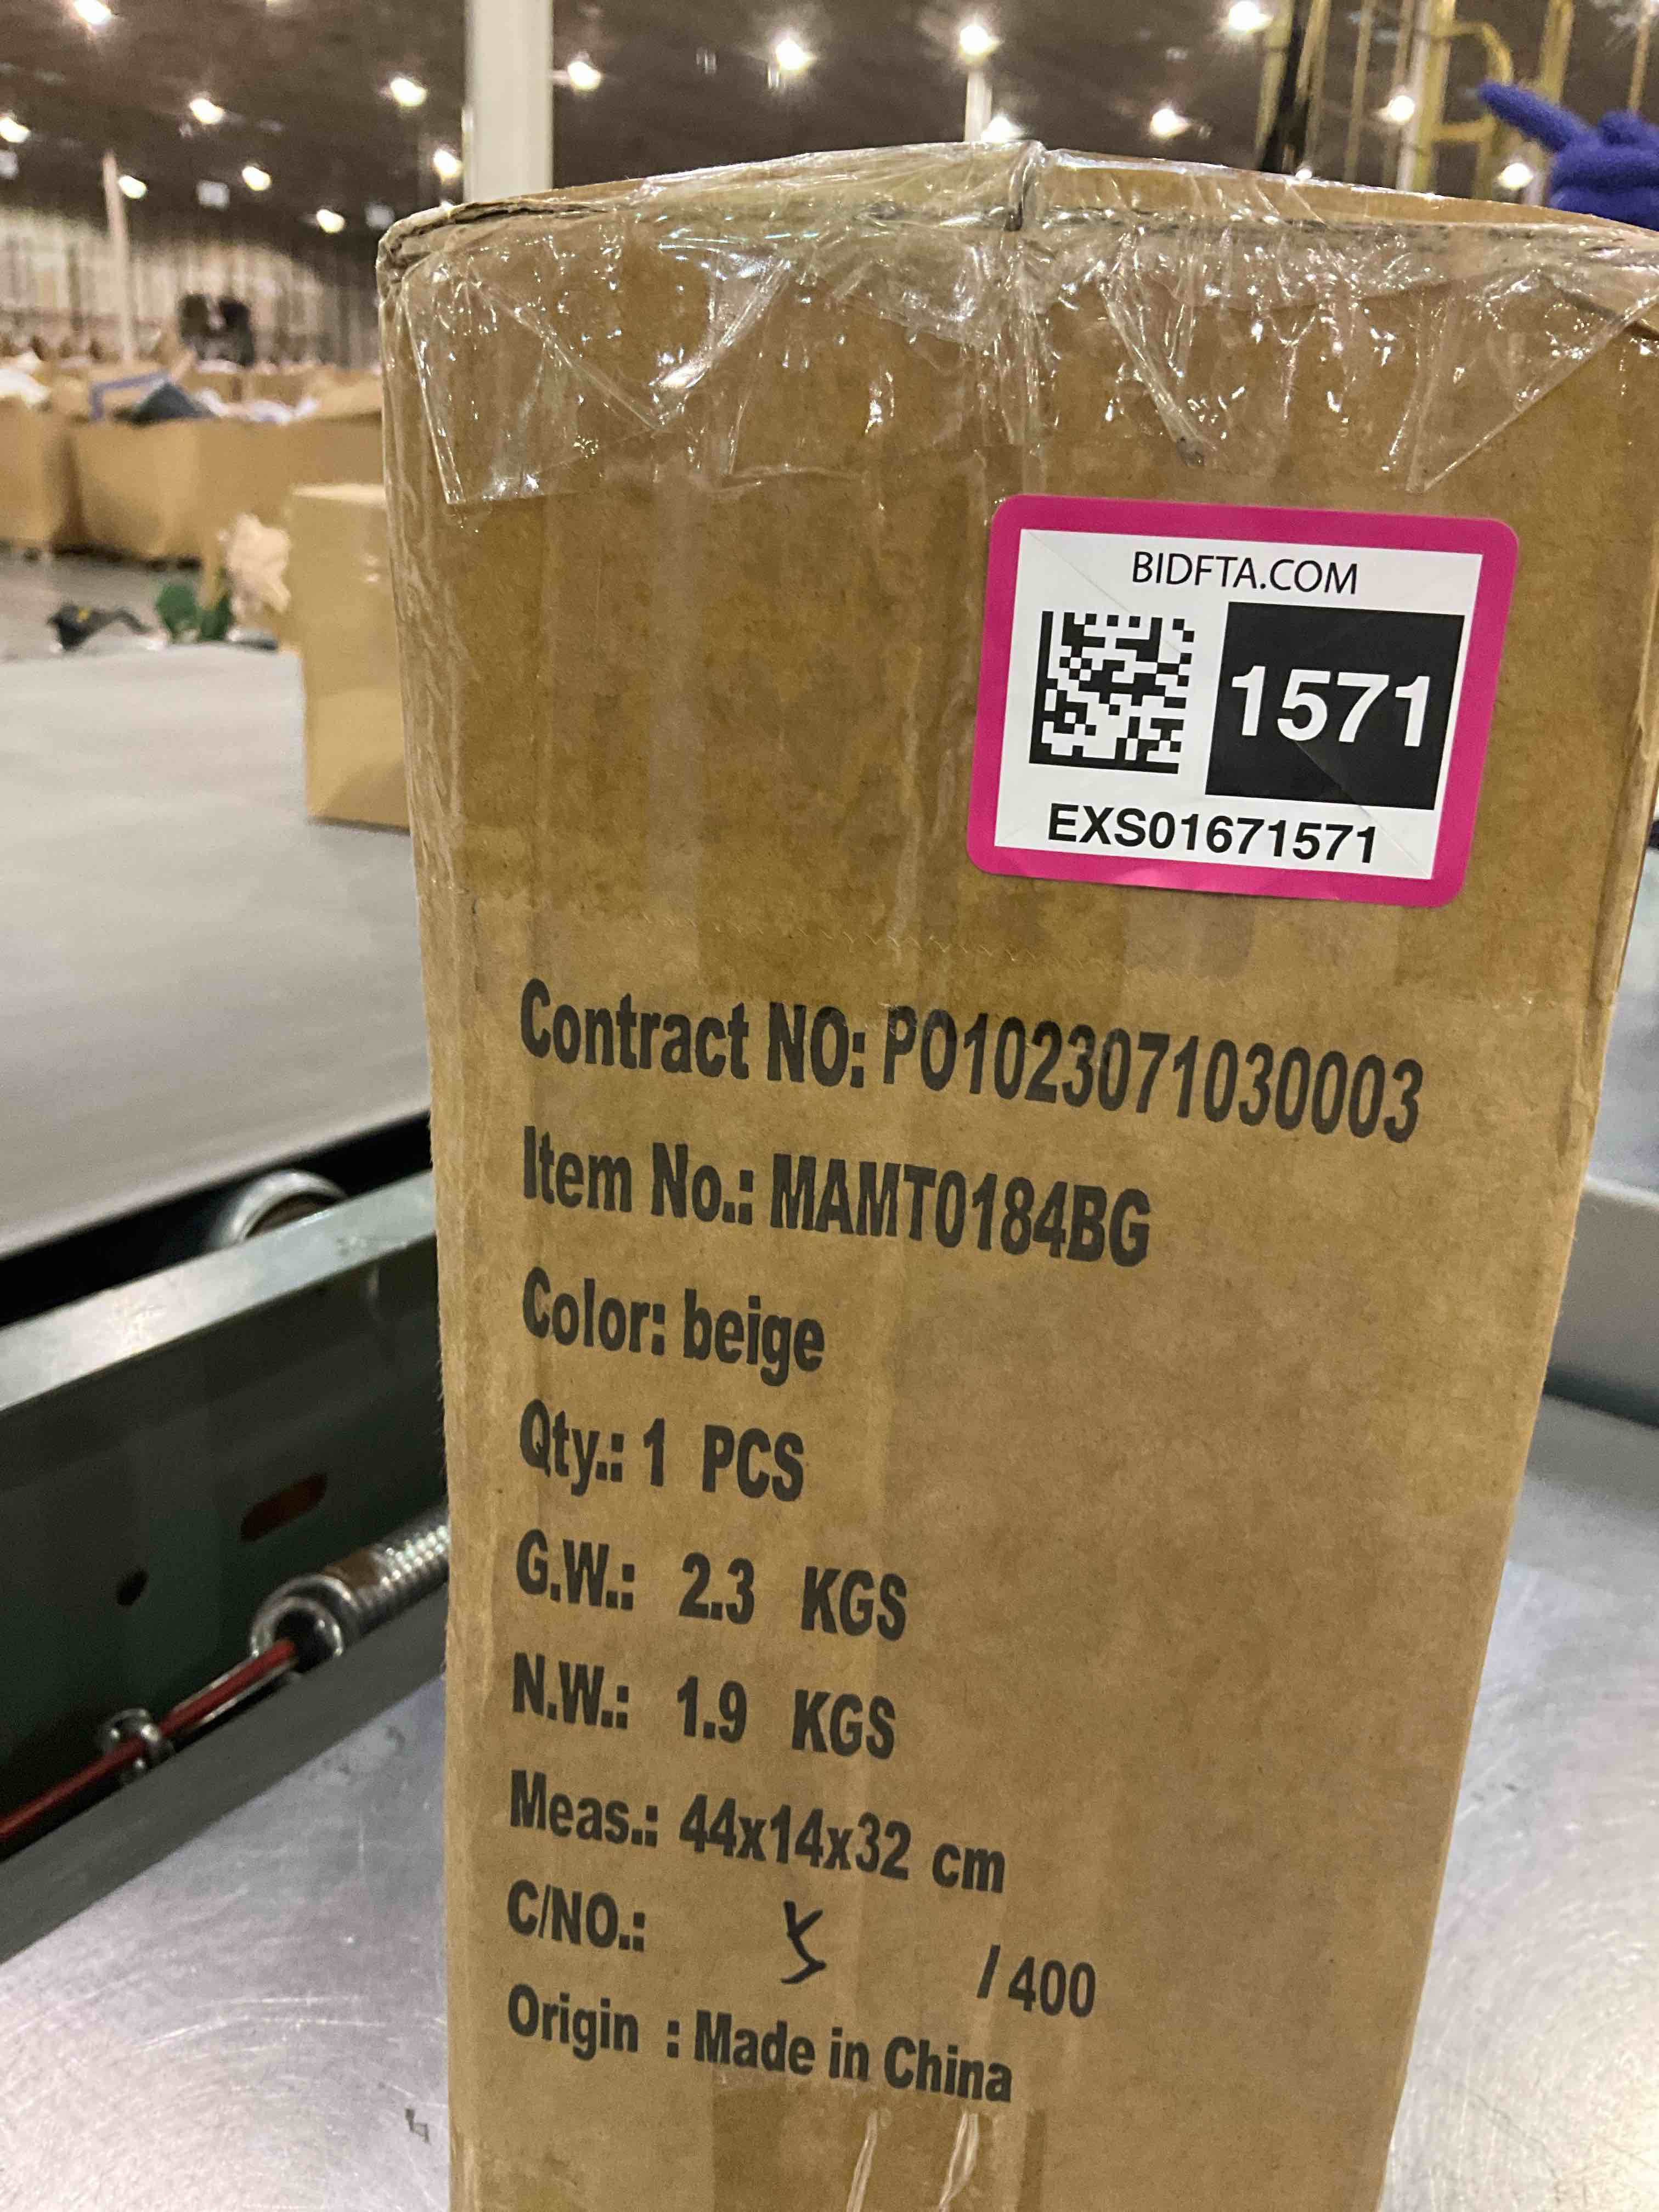 BIDFTA.COM
1571
EXS01671571
Contract NO: PO1023071030003
Item No.: MAMT0184BG
Color: beige
Qty.: 1 PCS
G.W.: 2.3 KGS
N.W.: 1.9 KGS
Meas.: 44x14x32 cm
C/NO.: 5 /400
Origin : Made in China